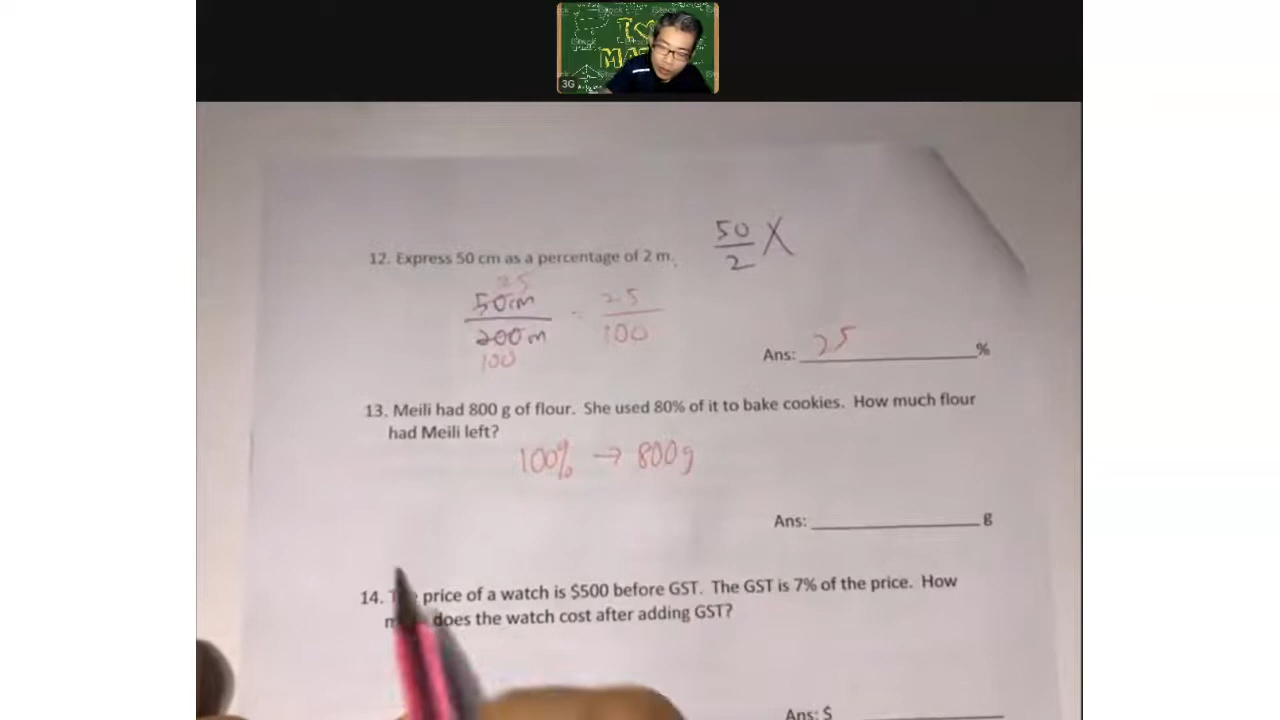 I
MA
3G
12. Express 50 cm as a percentage of 2 m.
50/2 X
25
50cm/200m = 25/100
100
Ans: 25 %
13. Meili had 800 g of flour. She used 80% of it to bake cookies. How much flour
had Meili left?
100% → 800g
Ans: g
14. price of a watch is $500 before GST. The GST is 7% of the price. How
does the watch cost after adding GST?
Ans: $